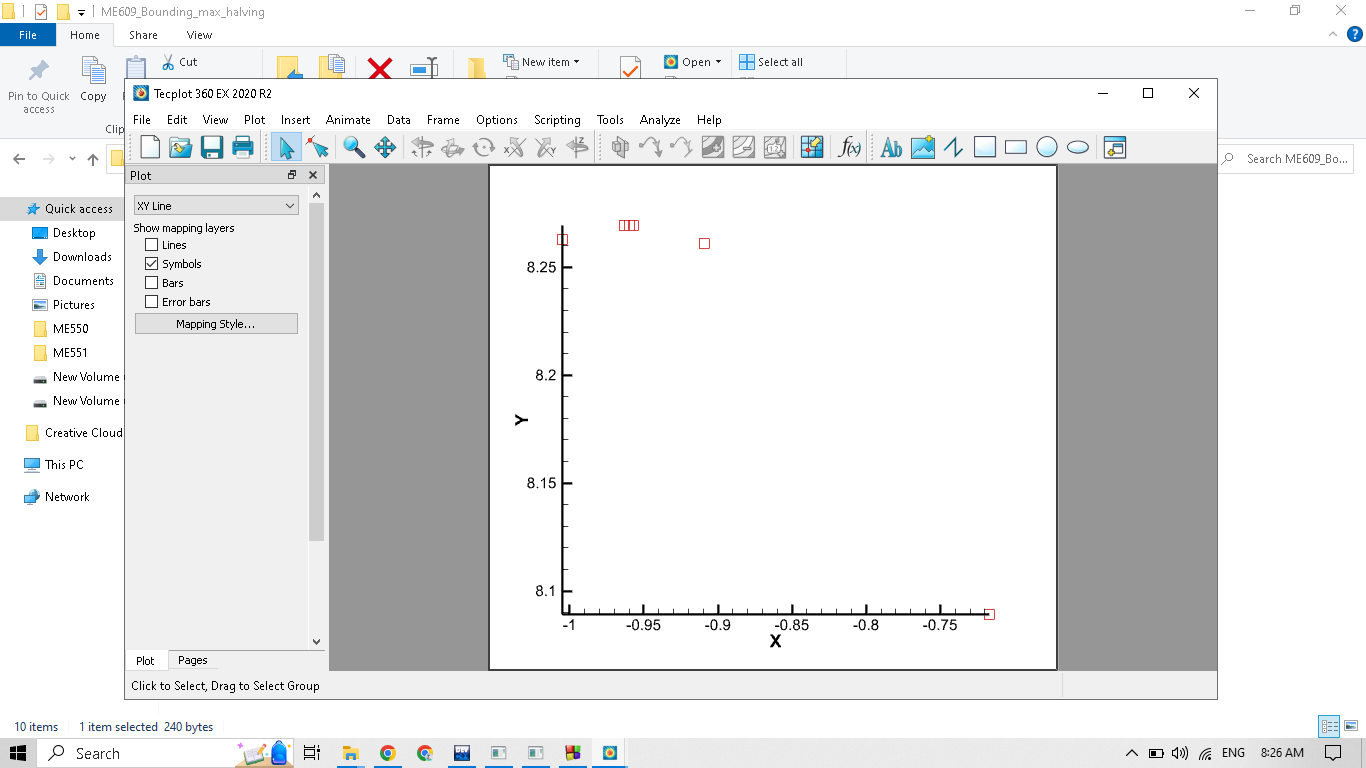 ME609_Bounding_max_halving
File Home Share View
Pin to Quick access
Copy
Cut
New item
Open
Select all
Tecplot 360 EX 2020 R2
File Edit View Plot Insert Animate Data Frame Options Scripting Tools Analyze Help
Search ME609_Bo...
Plot
XY Line
Show mapping layers
Lines
Symbols
Bars
Error bars
Mapping Style...
Plot Pages
Click to Select, Drag to Select Group
Quick access
Desktop
Downloads
Documents
Pictures
ME550
ME551
New Volume
New Volume
Creative Cloud
This PC
Network
8.25
8.2
Y
8.15
8.1
-1 -0.95 -0.9 -0.85 -0.8 -0.75
X
10 items 1 item selected 240 bytes
Search
ENG 8:26 AM